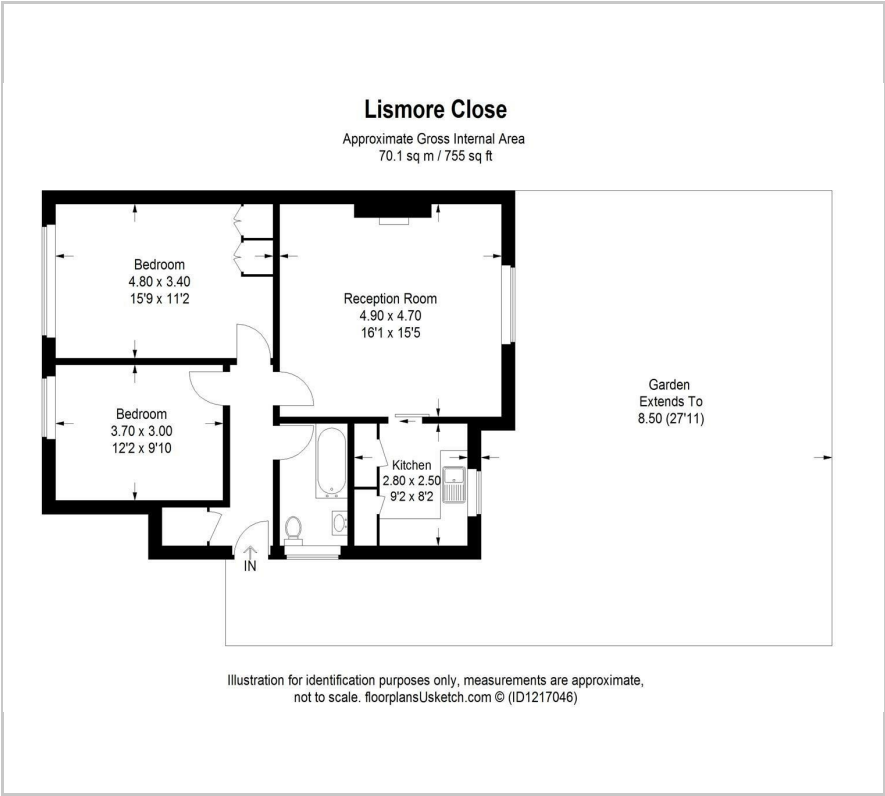 Lismore Close
Approximate Gross Internal Area
70.1 sq m / 755 sq ft
Bedroom
4.80 x 3.40
15'9 x 11'2
Reception Room
4.90 x 4.70
16'1 x 15'5
Garden
Extends To
8.50 (27'11)
Bedroom
3.70 x 3.00
12'2 x 9'10
Kitchen
2.80 x 2.50
9'2 x 8'2
IN
Illustration for identification purposes only, measurements are approximate,
not to scale. floorplansUsketch.com © (ID1217046)